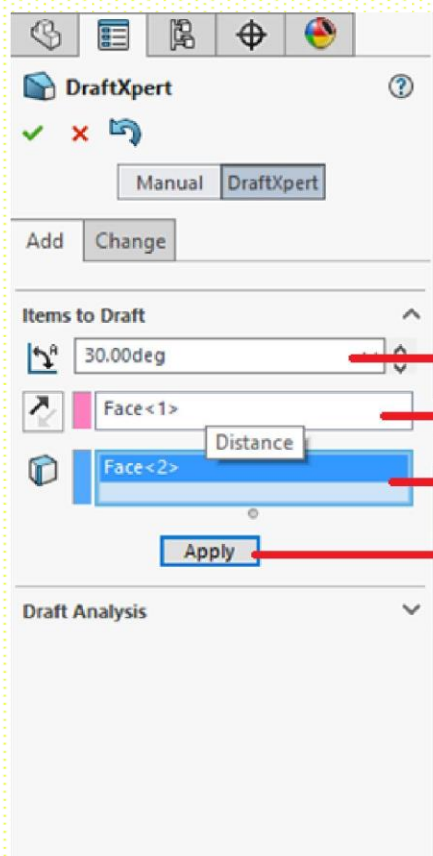 DraftXpert
Manual DraftXpert
Add Change
Items to Draft
30.00deg
Face<1>
Distance
Face<2>
Apply
Draft Analysis